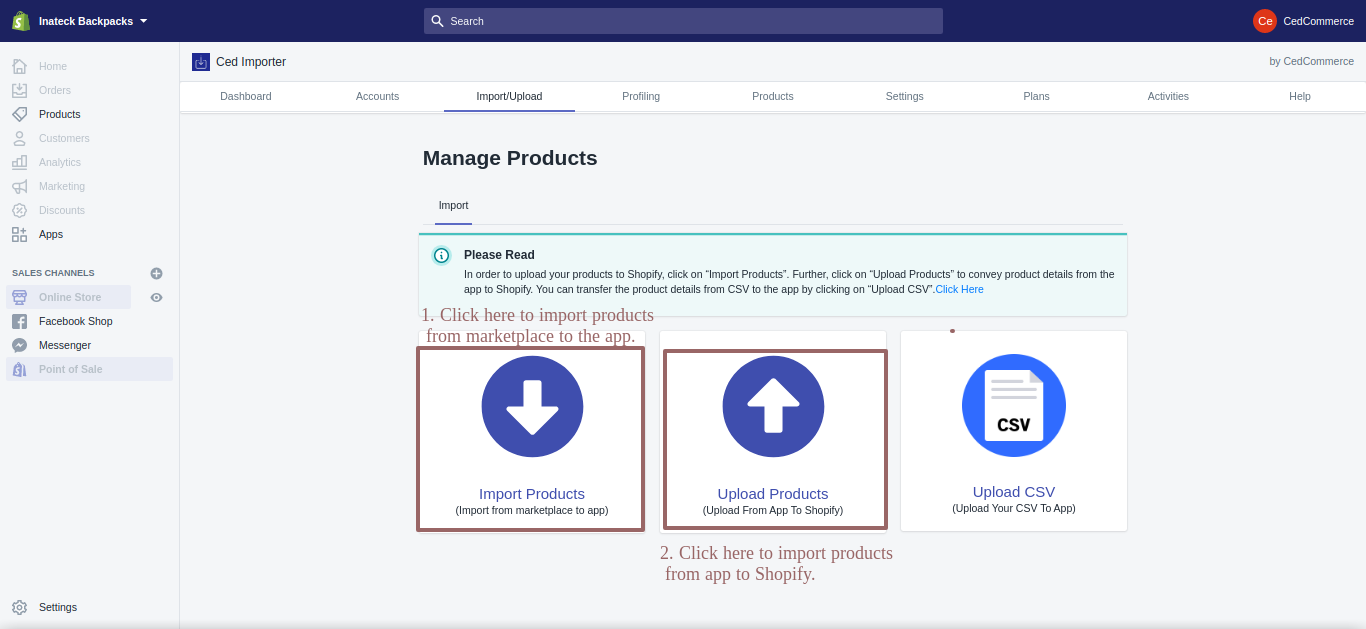 Inateck Backpacks
Search
Ce CedCommerce
Home
Orders
Products
Customers
Analytics
Marketing
Discounts
Apps
SALES CHANNELS
Online Store
Facebook Shop
Messenger
Point of Sale
Settings
Ced Importer
by CedCommerce
Dashboard Accounts Import/Upload Profiling Products Settings Plans Activities Help
Manage Products
Import
Please Read
In order to upload your products to Shopify, click on “Import Products”. Further, click on “Upload Products” to convey product details from the
app to Shopify. You can transfer the product details from CSV to the app by clicking on “Upload CSV”.Click Here
1. Click here to import products
from marketplace to the app.
Import Products
(Import from marketplace to app)
Upload Products
(Upload From App To Shopify)
CSV
Upload CSV
(Upload Your CSV To App)
2. Click here to import products
from app to Shopify.